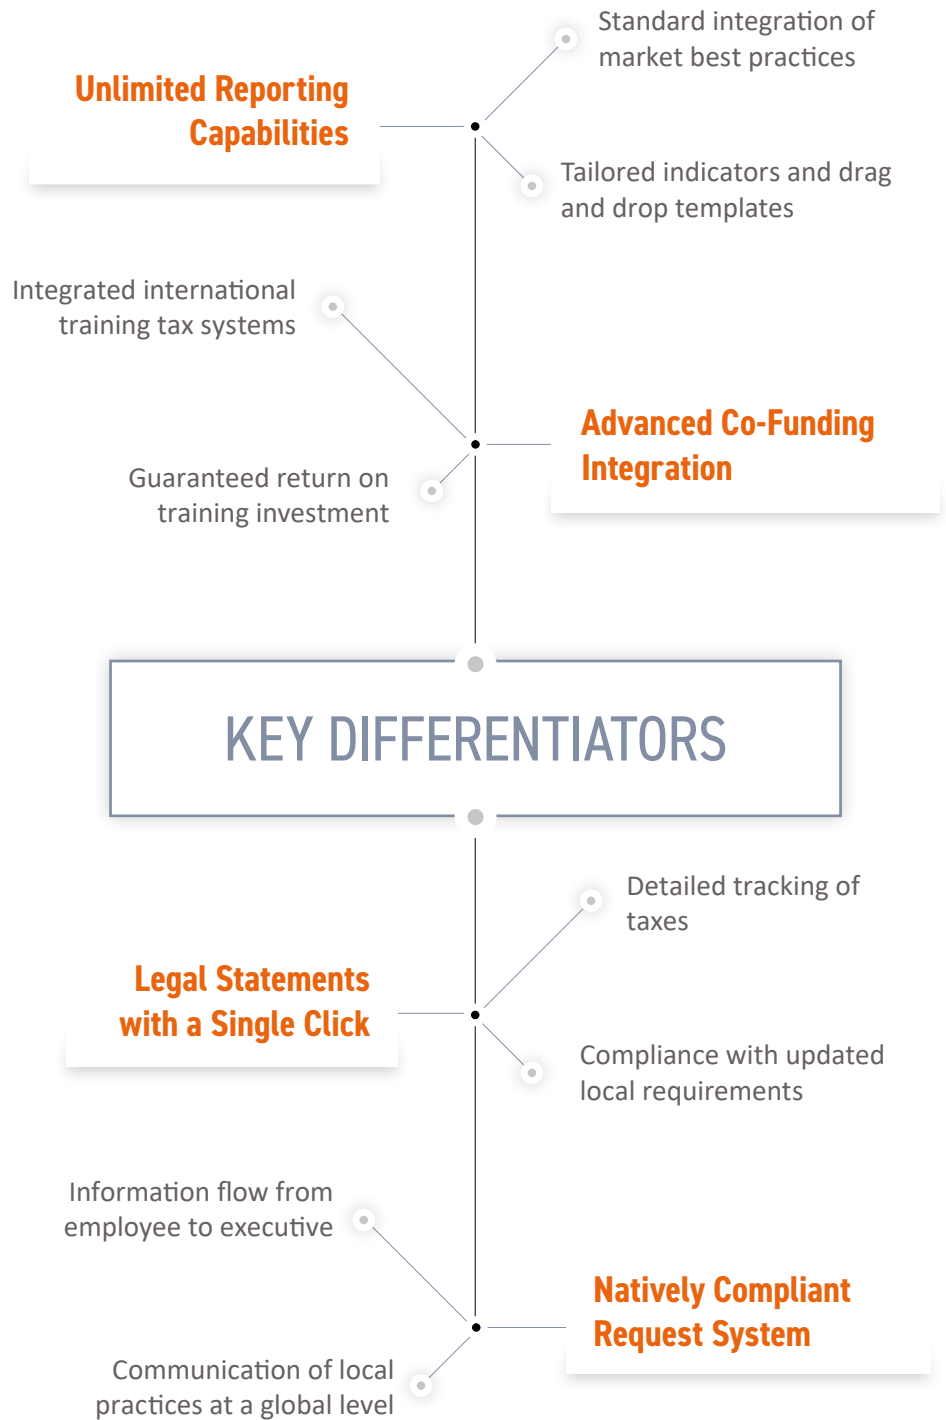 Standard integration of
market best practices
Unlimited Reporting
Capabilities
Tailored indicators and drag
and drop templates
Integrated international
training tax systems
Advanced Co-Funding
Integration
Guaranteed return on
training investment
KEY DIFFERENTIATORS
Detailed tracking of
taxes
Legal Statements
with a Single Click
Compliance with updated
local requirements
Information flow from
employee to executive
Natively Compliant
Request System
Communication of local
practices at a global level